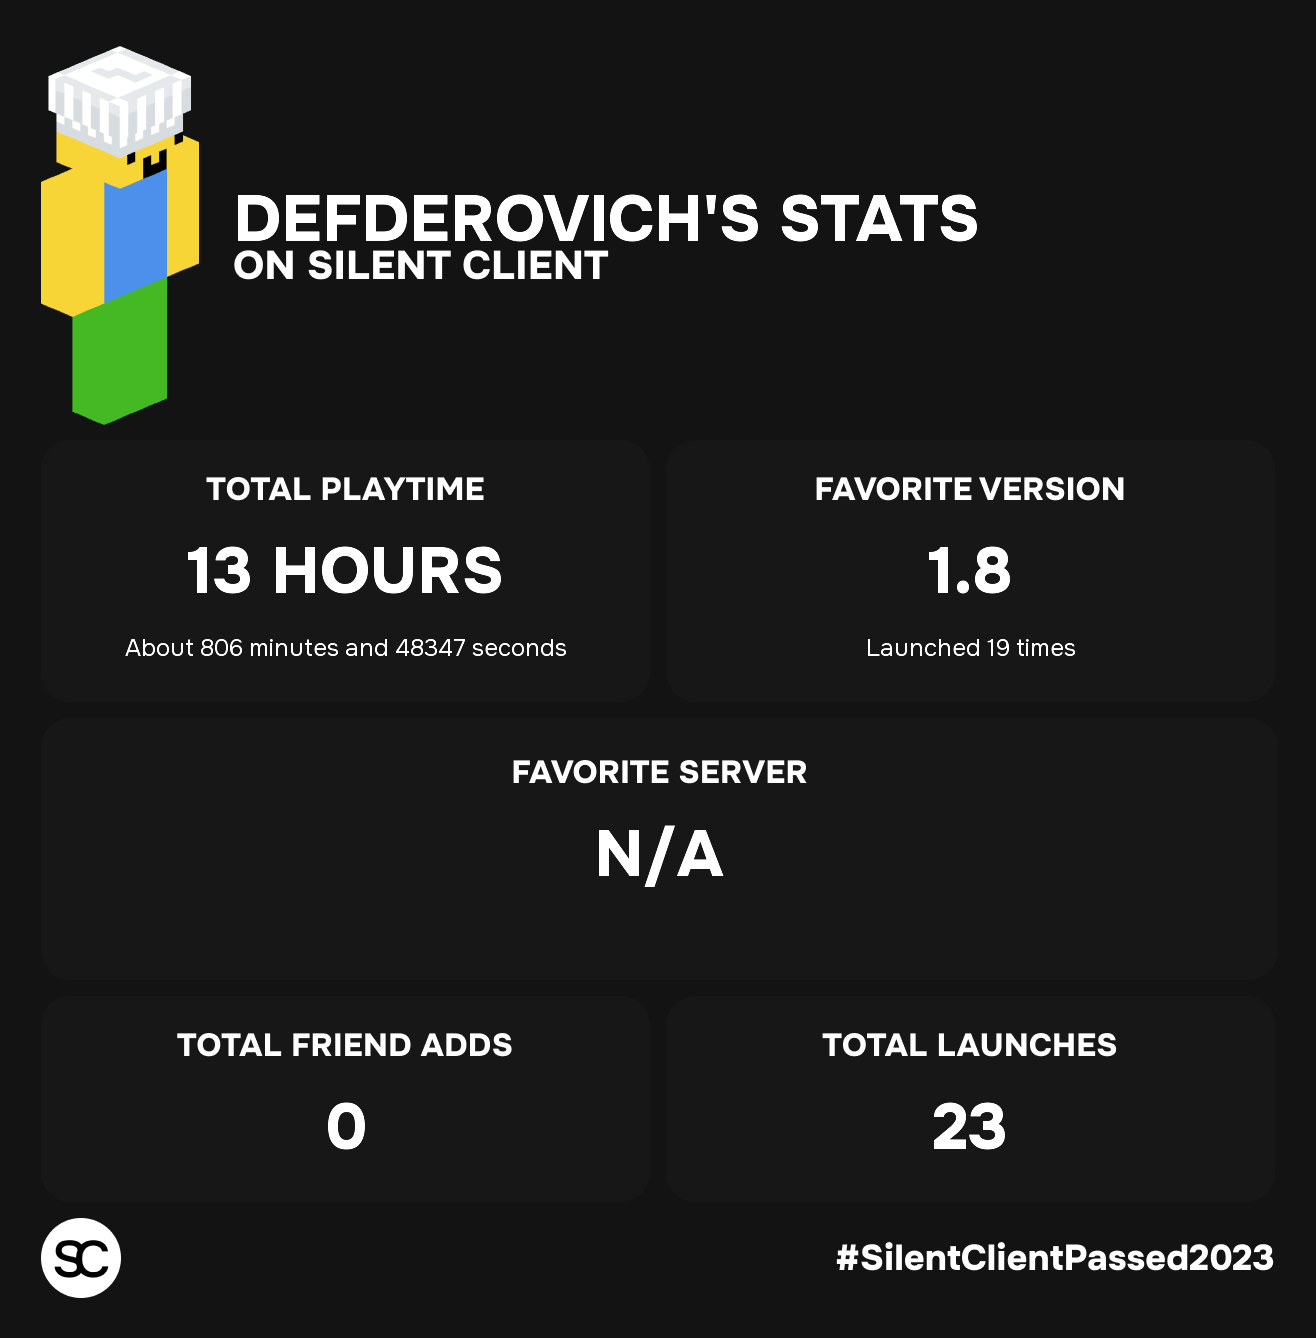 DEFDEROVICH'S STATS
ON SILENT CLIENT
TOTAL PLAYTIME
13 HOURS
About 806 minutes and 48347 seconds
FAVORITE VERSION
1.8
Launched 19 times
FAVORITE SERVER
N/A
TOTAL FRIEND ADDS
0
TOTAL LAUNCHES
23
SC
#SilentClientPassed2023